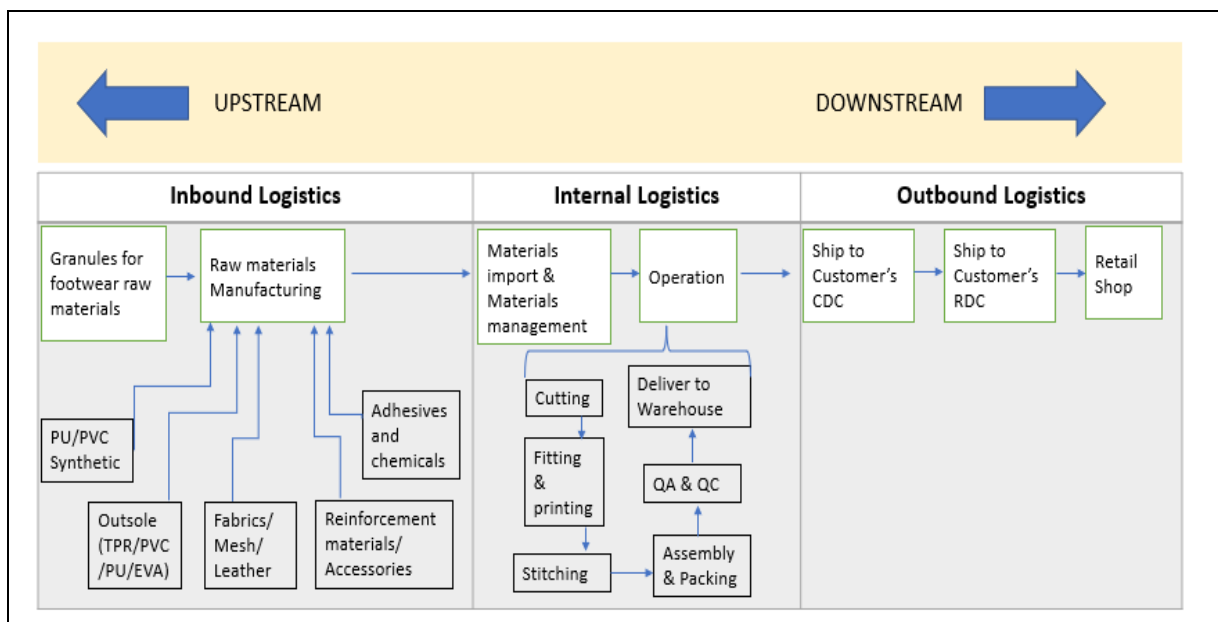 UPSTREAM
DOWNSTREAM
Inbound Logistics
Internal Logistics
Outbound Logistics
Granules for
footwear raw
materials
Raw materials
Manufacturing
Materials
import &
Materials
management
Operation
Ship to
Customer's
CDC
Ship to
Customer's
RDC
Retail
Shop
PU/PVC
Synthetic
Outsole
(TPR/PVC
/PU/EVA)
Fabrics/
Mesh/
Leather
Reinforcement
materials/
Accessories
Adhesives
and
chemicals
Cutting
Fitting
&
printing
Stitching
Assembly
& Packing
QA & QC
Deliver to
Warehouse